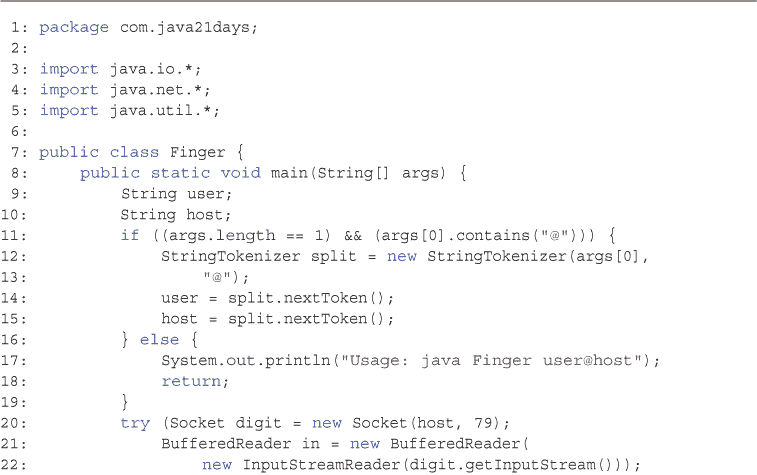 1: package com.java21days;
2:
3: import java.io.*;
4: import java.net.*;
5: import java.util.*;
6:
7: public class Finger {
8:     public static void main(String[] args) {
9:         String user;
10:         String host;
11:         if ((args.length == 1) && (args[0].contains("@"))) {
12:             StringTokenizer split = new StringTokenizer(args[0],
13:                 "@");
14:             user = split.nextToken();
15:             host = split.nextToken();
16:         } else {
17:             System.out.println("Usage: java Finger user@host");
18:             return;
19:         }
20:         try (Socket digit = new Socket(host, 79);
21:             BufferedReader in = new BufferedReader(
22:                 new InputStreamReader(digit.getInputStream()));